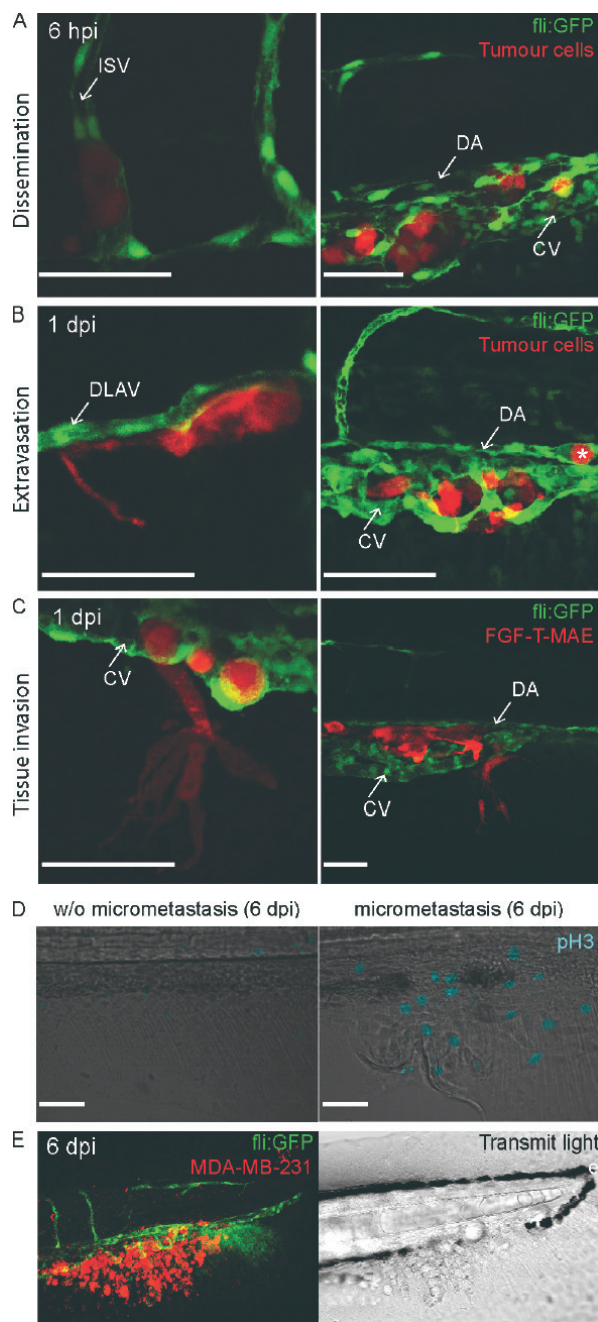 A
Dissemination
6 hpi
ISV
fli:GFP
Tumour cells
DA
CV
B
Extravasation
1 dpi
DLAV
fli:GFP
Tumour cells
DA
CV
*
C
Tissue invasion
1 dpi
CV
fli:GFP
FGF-T-MAE
DA
CV
D
w/o micrometastasis (6 dpi)
micrometastasis (6 dpi)
pH3
E
6 dpi
fli:GFP
MDA-MB-231
Transmit light
e